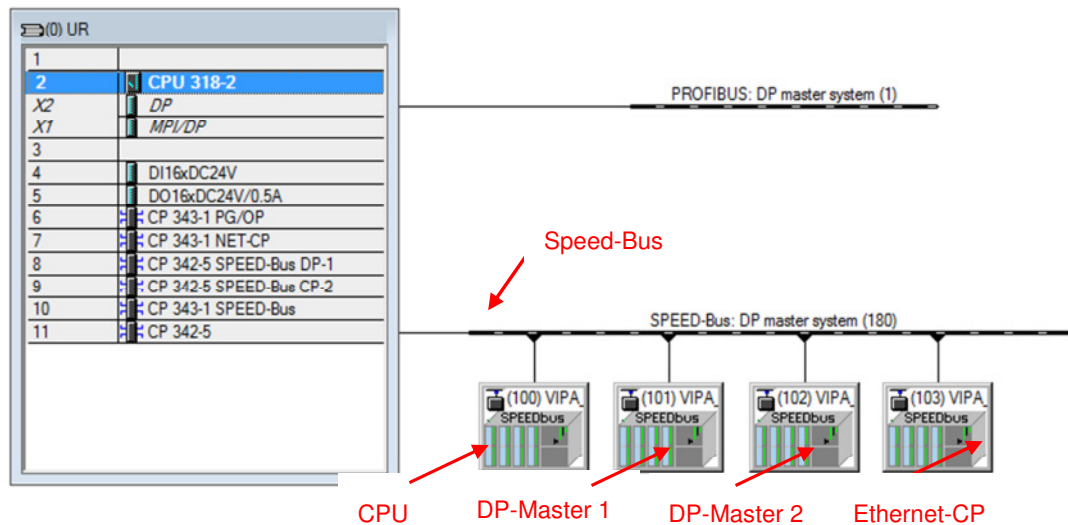 (0) UR
1
2 CPU 318-2
X2 DP
X1 MPI/DP
3
4 DI16xDC24V
5 DO16xDC24V/0.5A
6 CP 343-1 PG/OP
7 CP 343-1 NET-CP
8 CP 342-5 SPEED-Bus DP-1
9 CP 342-5 SPEED-Bus CP-2
10 CP 343-1 SPEED-Bus
11 CP 342-5
PROFIBUS: DP master system (1)
Speed-Bus
SPEED-Bus: DP master system (180)
(100) VIPA_
SPEEDbus
(101) VIPA_
SPEEDbus
(102) VIPA_
SPEEDbus
(103) VIPA_
SPEEDbus
CPU
DP-Master 1
DP-Master 2
Ethernet-CP